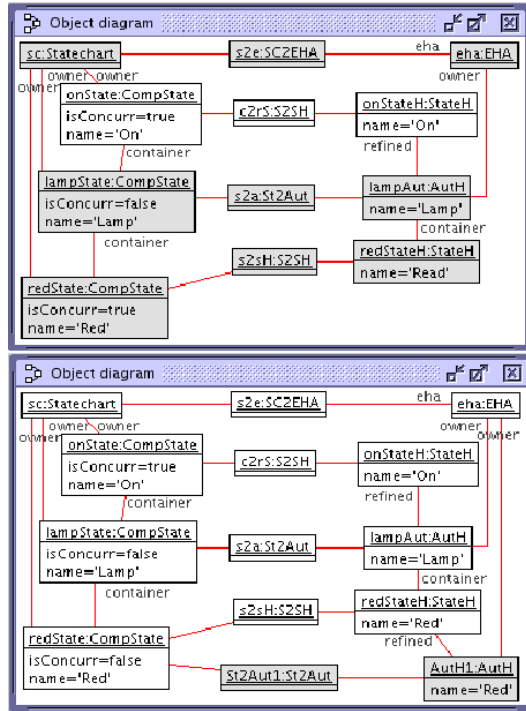 Object diagram
sc:Statechart
s2e:SC2EHA
eha
eha:EHA
owner
owner
owner
owner
onState:CompState
isConcurr=true
name='On'
c2rS:S2SH
onStateH:StateH
name='On'
refined
container
lampState:CompState
isConcurr=false
name='Lamp'
s2a:St2Aut
lampAut:AutH
name='Lamp'
container
container
redState:CompState
isConcurr=true
name='Red'
s2sH:S2SH
redStateH:StateH
name='Read'
Object diagram
sc:Statechart
s2e:SC2EHA
eha
eha:EHA
owner
owner
owner
owner
owner
onState:CompState
isConcurr=true
name='On'
c2rS:S2SH
onStateH:StateH
name='On'
refined
container
lampState:CompState
isConcurr=false
name='Lamp'
s2a:St2Aut
lampAut:AutH
name='Lamp'
container
container
redState:CompState
isConcurr=false
name='Red'
s2sH:S2SH
redStateH:StateH
name='Red'
refined
St2Aut1:St2Aut
AutH1:AutH
name='Red'